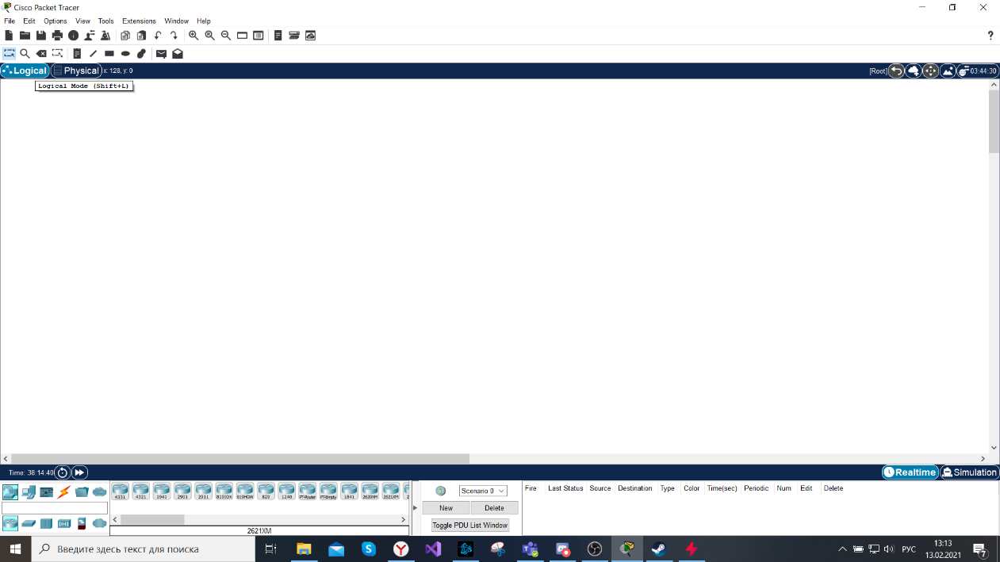 Cisco Packet Tracer
File Edit Options View Tools Extensions Window Help
?
Logical Physical x: 128, y: 0 [Root] 03:44:30
Logical Mode (Shift+L)
Time: 38:14:40 Realtime Simulation
4331 4321 1941 2901 2911 819IOX 819HGW 829 1240 PT-Router PT-Empty 1841 2620XM 2621XM 2
Scenario 0 Fire Last Status Source Destination Type Color Time(sec) Periodic Num Edit Delete
New Delete
Toggle PDU List Window
2621XM
Введите здесь текст для поиска
РУС 13:13
13.02.2021
7